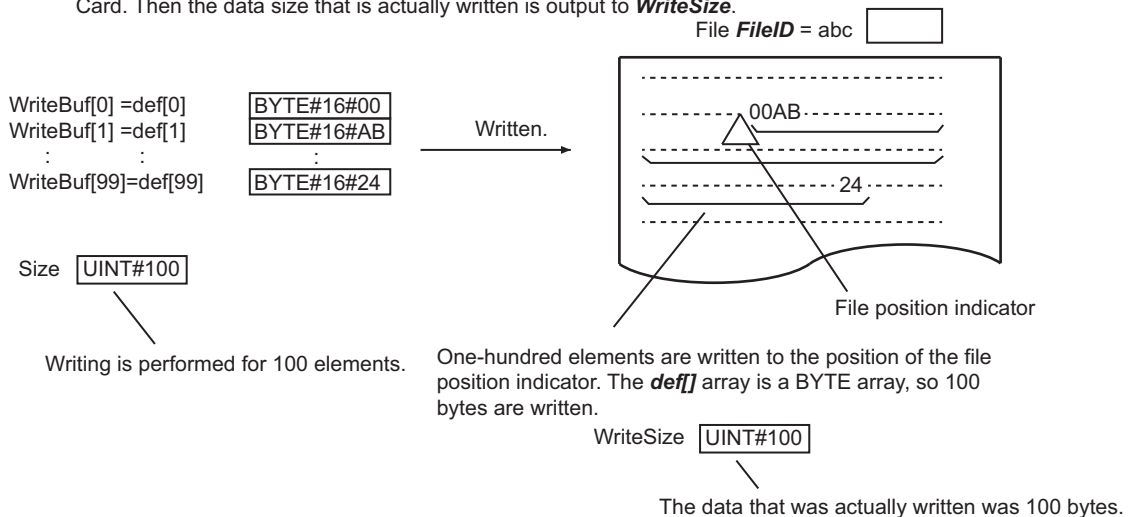 Card. Then the data size that is actually written is output to WriteSize.
File FileID = abc
WriteBuf[0] =def[0] BYTE#16#00
WriteBuf[1] =def[1] BYTE#16#AB
: : :
WriteBuf[99]=def[99] BYTE#16#24
Written.
00AB
24
Size UINT#100
File position indicator
Writing is performed for 100 elements.
One-hundred elements are written to the position of the file
position indicator. The def[] array is a BYTE array, so 100
bytes are written.
WriteSize UINT#100
The data that was actually written was 100 bytes.